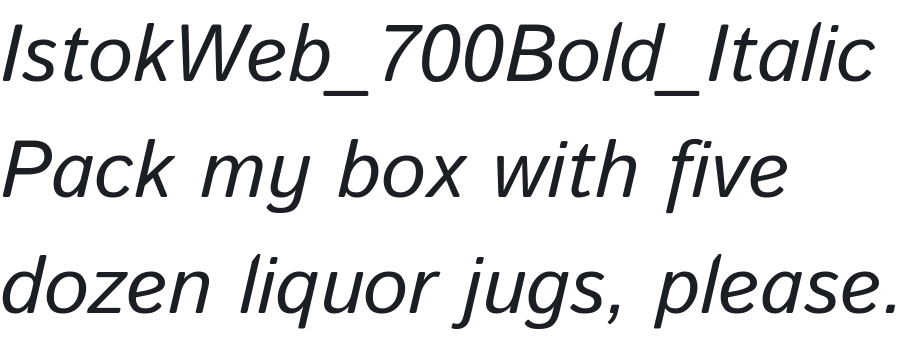 IstokWeb_700Bold_Italic
Pack my box with five
dozen liquor jugs, please.